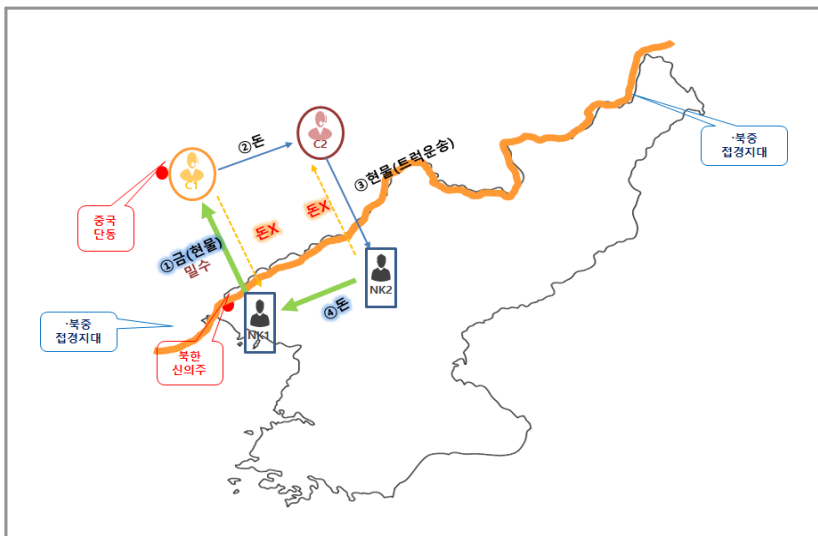 ②돈
C2
C1
③현물(트럭운송)
·북중
접경지대
중국
단동
돈X
돈X
①금(현물)
밀수
NK2
④돈
NK1
·북중
접경지대
북한
신의주